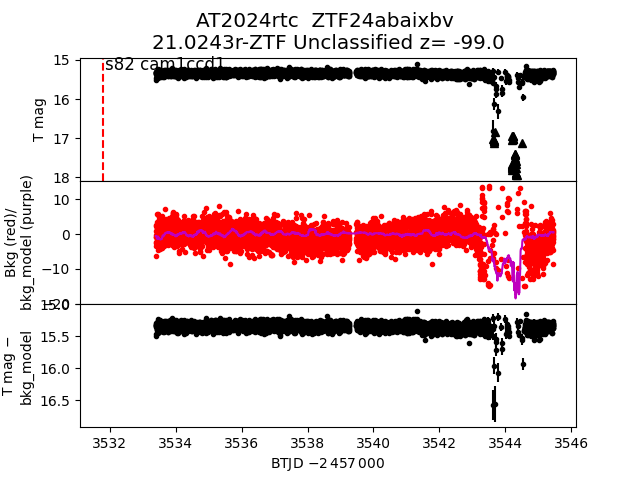 AT2024rtc  ZTF24abaixbv
21.0243r-ZTF Unclassified z= -99.0
s82 cam1ccd1
T mag
15
16
17
18
Bkg (red)/
bkg_model (purple)
10
0
−10
−20
T mag −
bkg_model
15.0
15.5
16.0
16.5
3532 3534 3536 3538 3540 3542 3544 3546
BTJD −2 457 000